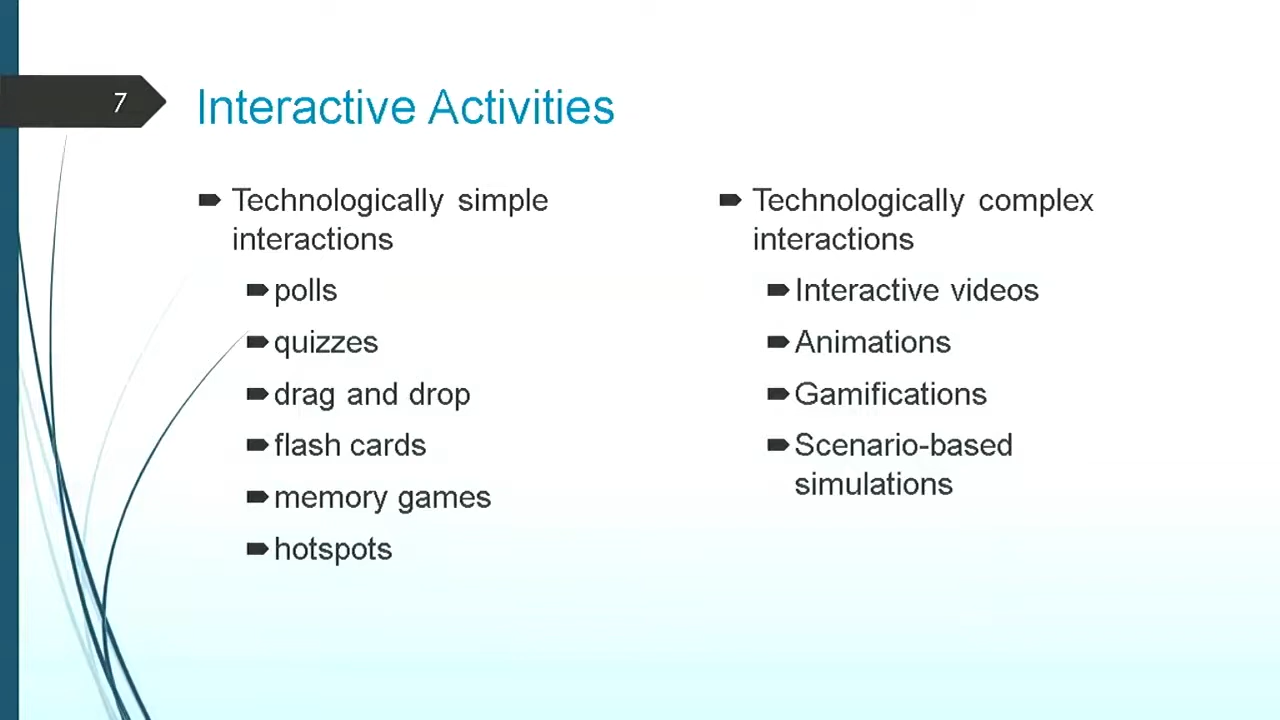 7
Interactive Activities
Technologically simple
interactions
polls
quizzes
drag and drop
flash cards
memory games
hotspots
Technologically complex
interactions
Interactive videos
Animations
Gamifications
Scenario-based
simulations